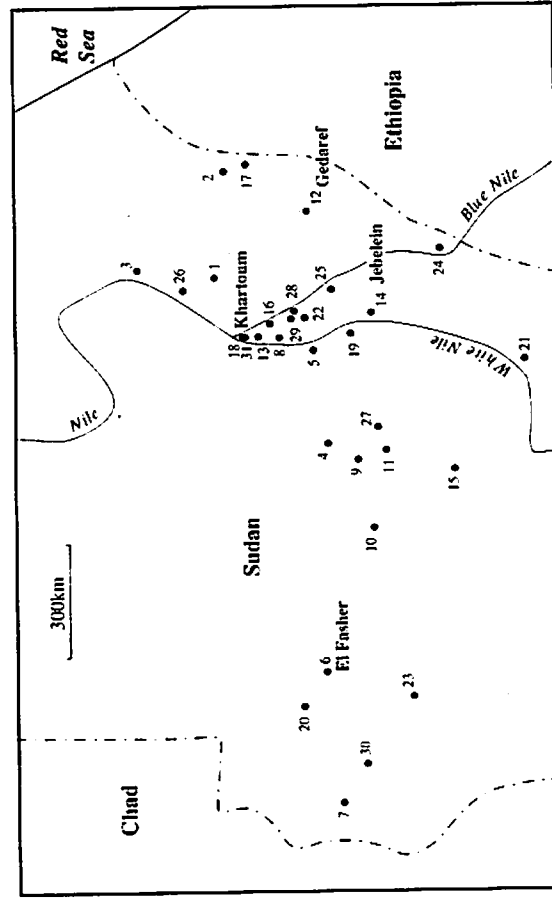 Red
Sea
Chad
Sudan
Ethiopia
300km
Nile
Khartoum
Gedaref
Jebelein
El Fasher
White Nile
Blue Nile
3
2
17
26
1
12
18
31
13
16
8
28
29
22
25
5
19
14
24
21
4
9
27
11
10
15
6
20
23
30
7